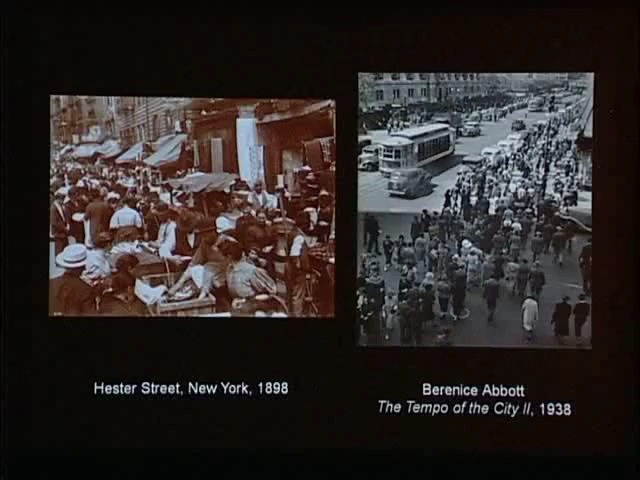 Hester Street, New York, 1898
Berenice Abbott
The Tempo of the City II, 1938